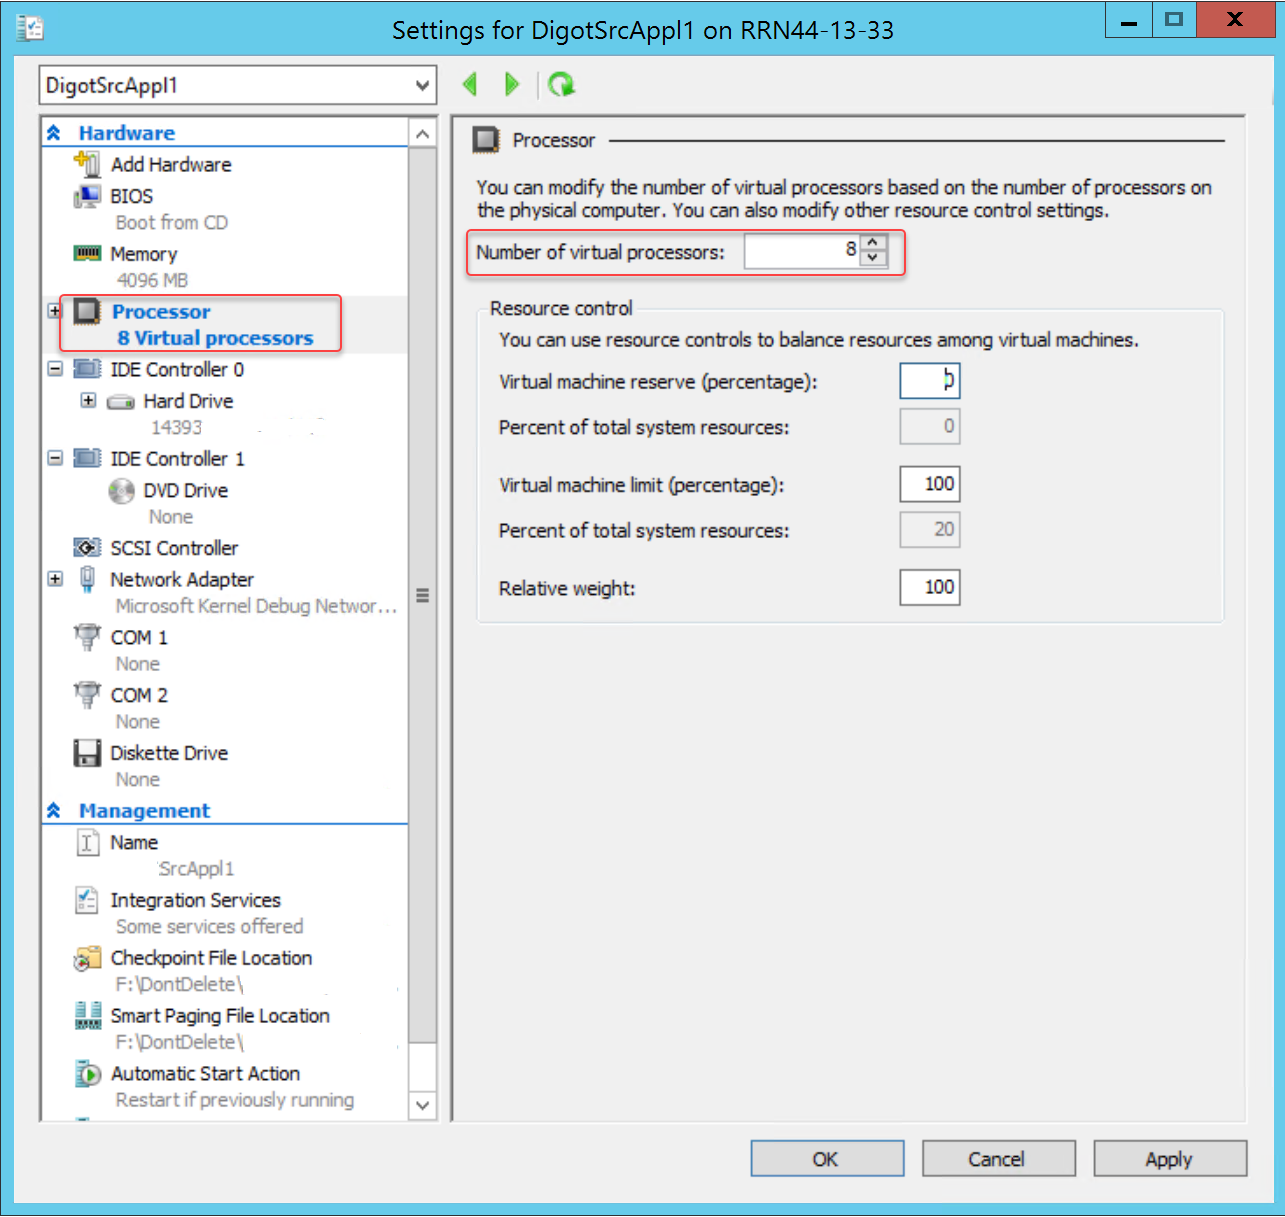 Settings for DigotSrcAppl1 on RRN44-13-33
DigotSrcAppl1
Hardware
Add Hardware
BIOS
Boot from CD
Memory
4096 MB
Processor
8 Virtual processors
IDE Controller 0
Hard Drive
14393
IDE Controller 1
DVD Drive
None
SCSI Controller
Network Adapter
Microsoft Kernel Debug Networ...
COM 1
None
COM 2
None
Diskette Drive
None
Management
Name
SrcAppl1
Integration Services
Some services offered
Checkpoint File Location
F:\DontDelete\
Smart Paging File Location
F:\DontDelete\
Automatic Start Action
Restart if previously running
Processor
You can modify the number of virtual processors based on the number of processors on
the physical computer. You can also modify other resource control settings.
Number of virtual processors: 8
Resource control
You can use resource controls to balance resources among virtual machines.
Virtual machine reserve (percentage): 0
Percent of total system resources: 0
Virtual machine limit (percentage): 100
Percent of total system resources: 20
Relative weight: 100
OK Cancel Apply